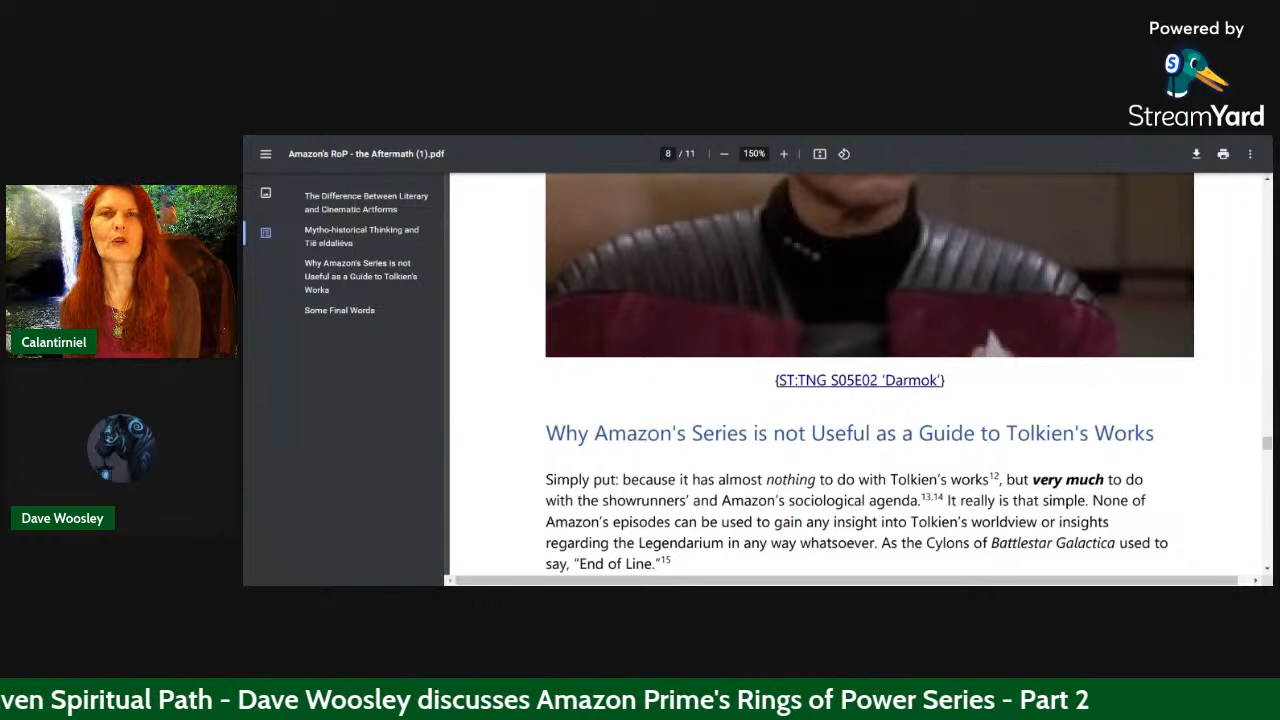 Powered by
S
StreamYard
Amazon's RoP - the Aftermath (1).pdf
8 / 11
150%
The Difference Between Literary
and Cinematic Artforms
Mytho-historical Thinking and
Tië eldaliéva
Why Amazon's Series is not
Useful as a Guide to Tolkien's
Works
Some Final Words
{ST:TNG S05E02 ‘Darmok’}
Why Amazon's Series is not Useful as a Guide to Tolkien's Works
Simply put: because it has almost nothing to do with Tolkien’s works12, but very much to do
with the showrunners’ and Amazon’s sociological agenda.13,14 It really is that simple. None of
Amazon’s episodes can be used to gain any insight into Tolkien’s worldview or insights
regarding the Legendarium in any way whatsoever. As the Cylons of Battlestar Galactica used to
say, “End of Line.”15
Calantirniel
Dave Woosley
ven Spiritual Path - Dave Woosley discusses Amazon Prime's Rings of Power Series - Part 2